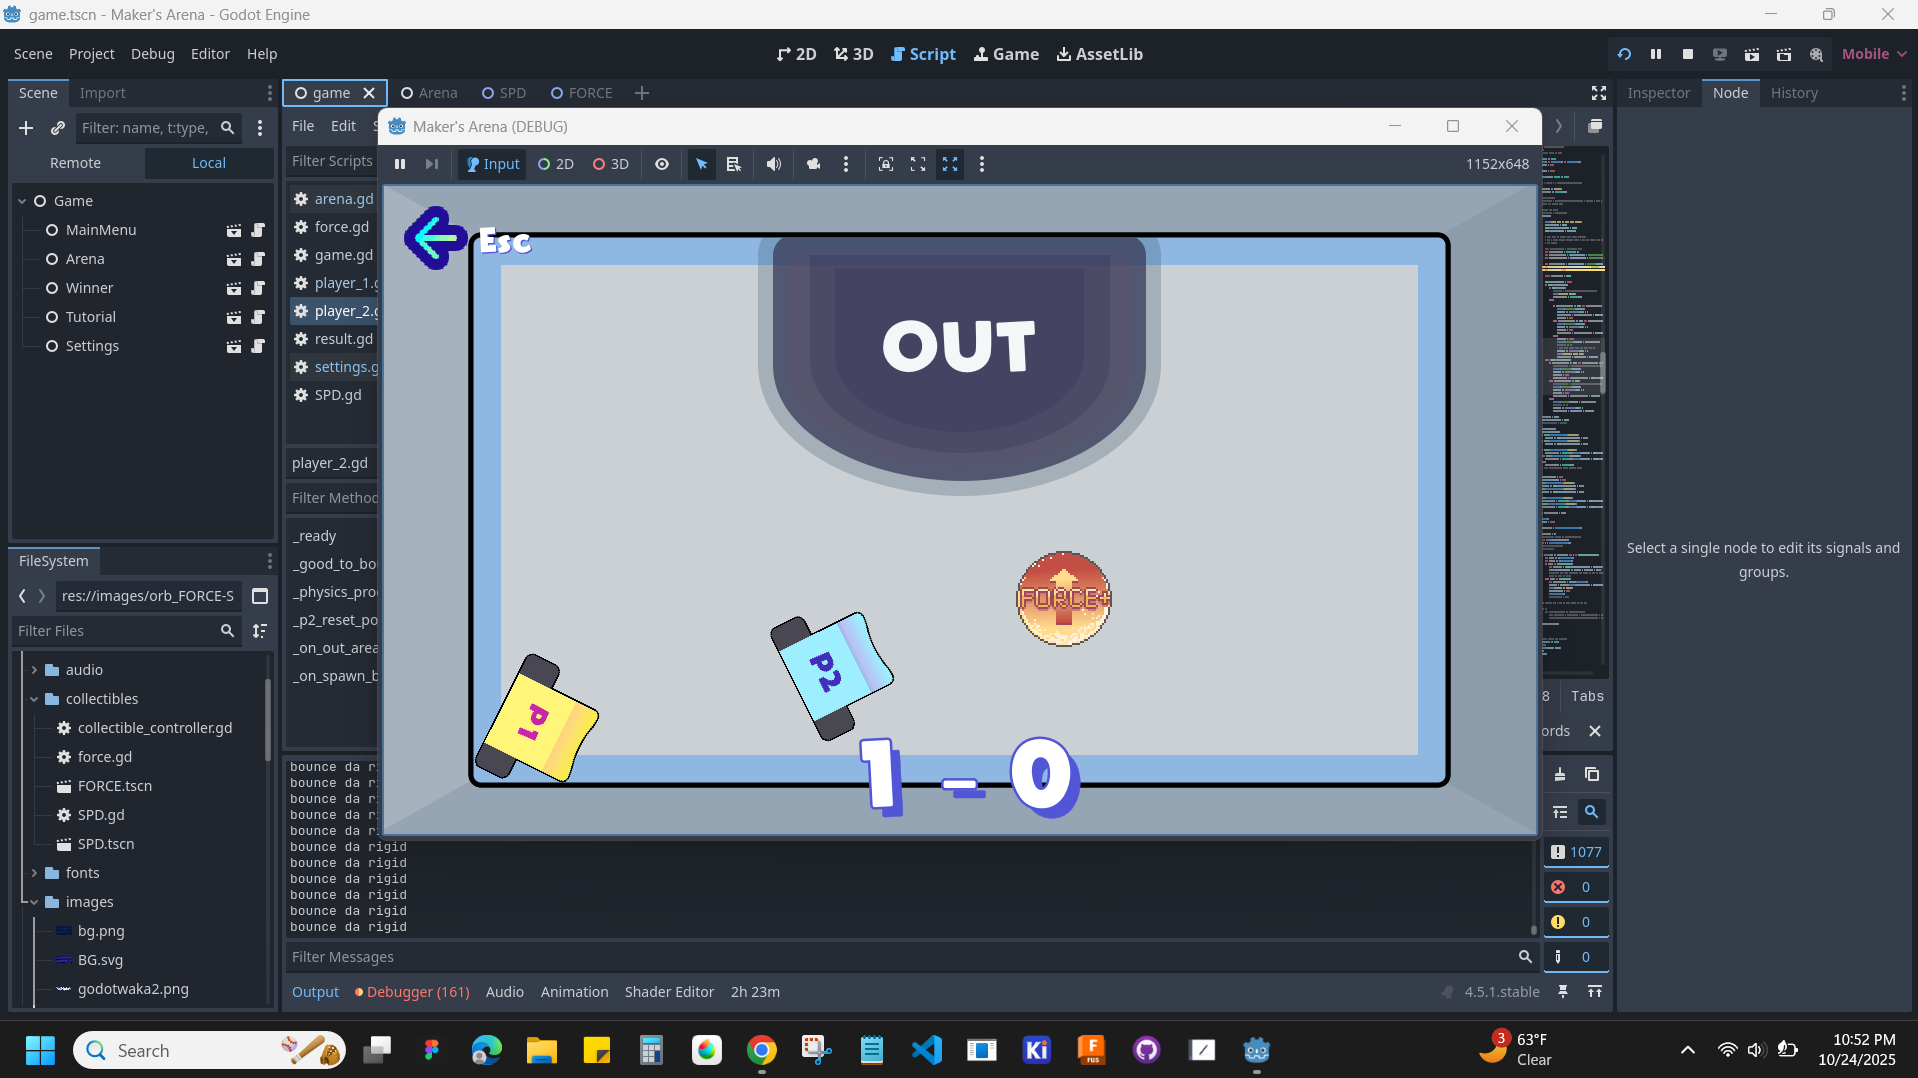 game.tscn - Maker's Arena - Godot Engine
Scene Project Debug Editor Help
2D 3D Script Game AssetLib
Mobile
Scene Import
game Arena SPD FORCE
Inspector Node History
Filter: name, t:type,
File Edit S
Maker's Arena (DEBUG)
Remote Local
Filter Scripts
Input 2D 3D
1152x648
Game
MainMenu
Arena
Winner
Tutorial
Settings
arena.gd
force.gd
game.gd
player_1.g
player_2.g
result.gd
settings.g
SPD.gd
player_2.gd
Filter Method
_ready
_good_to_bo
_physics_pro
_p2_reset_po
_on_out_area
_on_spawn_b
Esc
OUT
FORCE+
P2
P1
1 - 0
8 Tabs
ords
Select a single node to edit its signals and
groups.
FileSystem
res://images/orb_FORCE-S
Filter Files
audio
collectibles
collectible_controller.gd
force.gd
FORCE.tscn
SPD.gd
SPD.tscn
fonts
images
bg.png
BG.svg
godotwaka2.png
bounce da ri
bounce da ri
bounce da ri
bounce da ri
bounce da ri
bounce da rigid
bounce da rigid
bounce da rigid
bounce da rigid
bounce da rigid
bounce da rigid
1077
0
0
0
Filter Messages
Output Debugger (161) Audio Animation Shader Editor 2h 23m
4.5.1.stable
Search
Ki
F
FUS
3
63°F
Clear
10:52 PM
10/24/2025